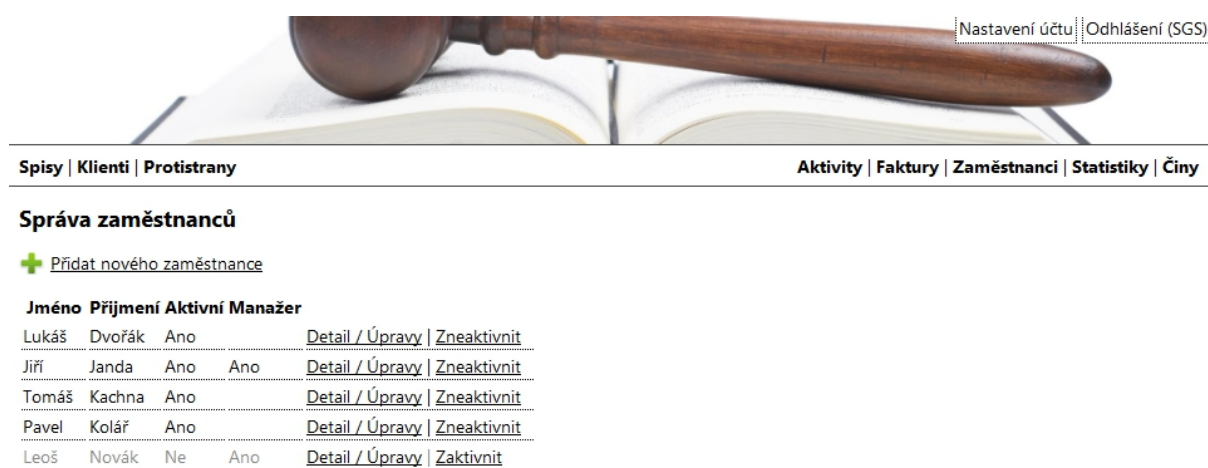 Nastavení účtu Odhlášení (SGS)
Spisy | Klienti | Protistrany Aktivity | Faktury | Zaměstnanci | Statistiky | Činy
Správa zaměstnanců
Přidat nového zaměstnance
Jméno Přijmení Aktivní Manažer
Lukáš Dvořák Ano Detail / Úpravy | Zneaktivnit
Jiří Janda Ano Ano Detail / Úpravy | Zneaktivnit
Tomáš Kachna Ano Detail / Úpravy | Zneaktivnit
Pavel Kolář Ano Detail / Úpravy | Zneaktivnit
Leoš Novák Ne Ano Detail / Úpravy | Zaktivnit